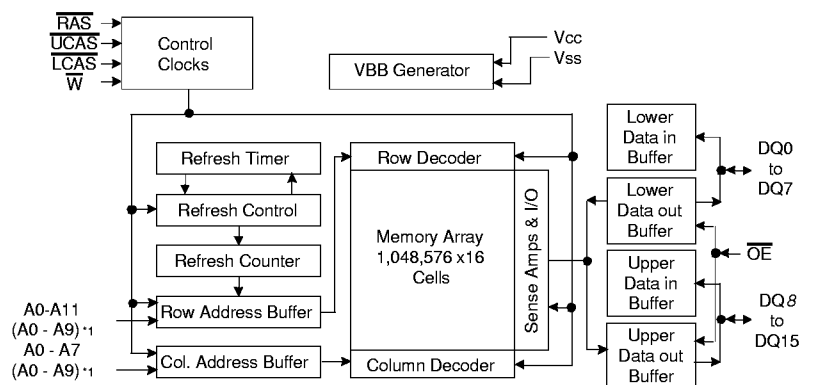 RAS
UCAS
LCAS
W
Control
Clocks
VBB Generator
Vcc
Vss
Refresh Timer
Refresh Control
Refresh Counter
Row Address Buffer
Col. Address Buffer
A0-A11
(A0 - A9)*1
A0 - A7
(A0 - A9)*1
Row Decoder
Memory Array
1,048,576 x16
Cells
Column Decoder
Sense Amps & I/O
Lower
Data in
Buffer
Lower
Data out
Buffer
Upper
Data in
Buffer
Upper
Data out
Buffer
DQ0
to
DQ7
OE
DQ8
to
DQ15